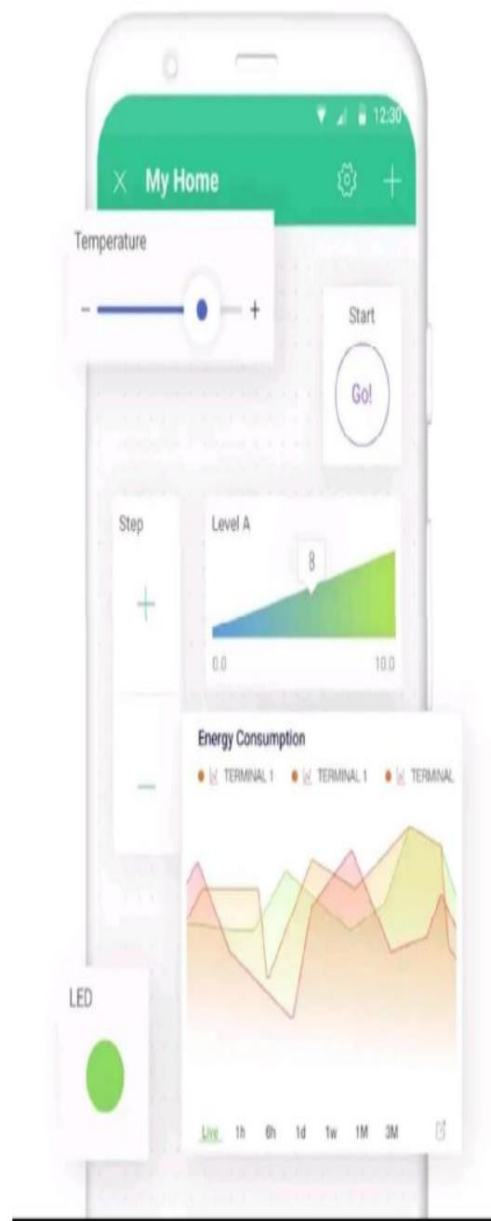 12:30
× My Home
Temperature
- +
Start
Go!
Step
+
-
Level A
8
0.0 10.0
Energy Consumption
TERMINAL 1 TERMINAL 1 TERMINAL
LED
Live 1h 6h 1d 1w 1M 3M